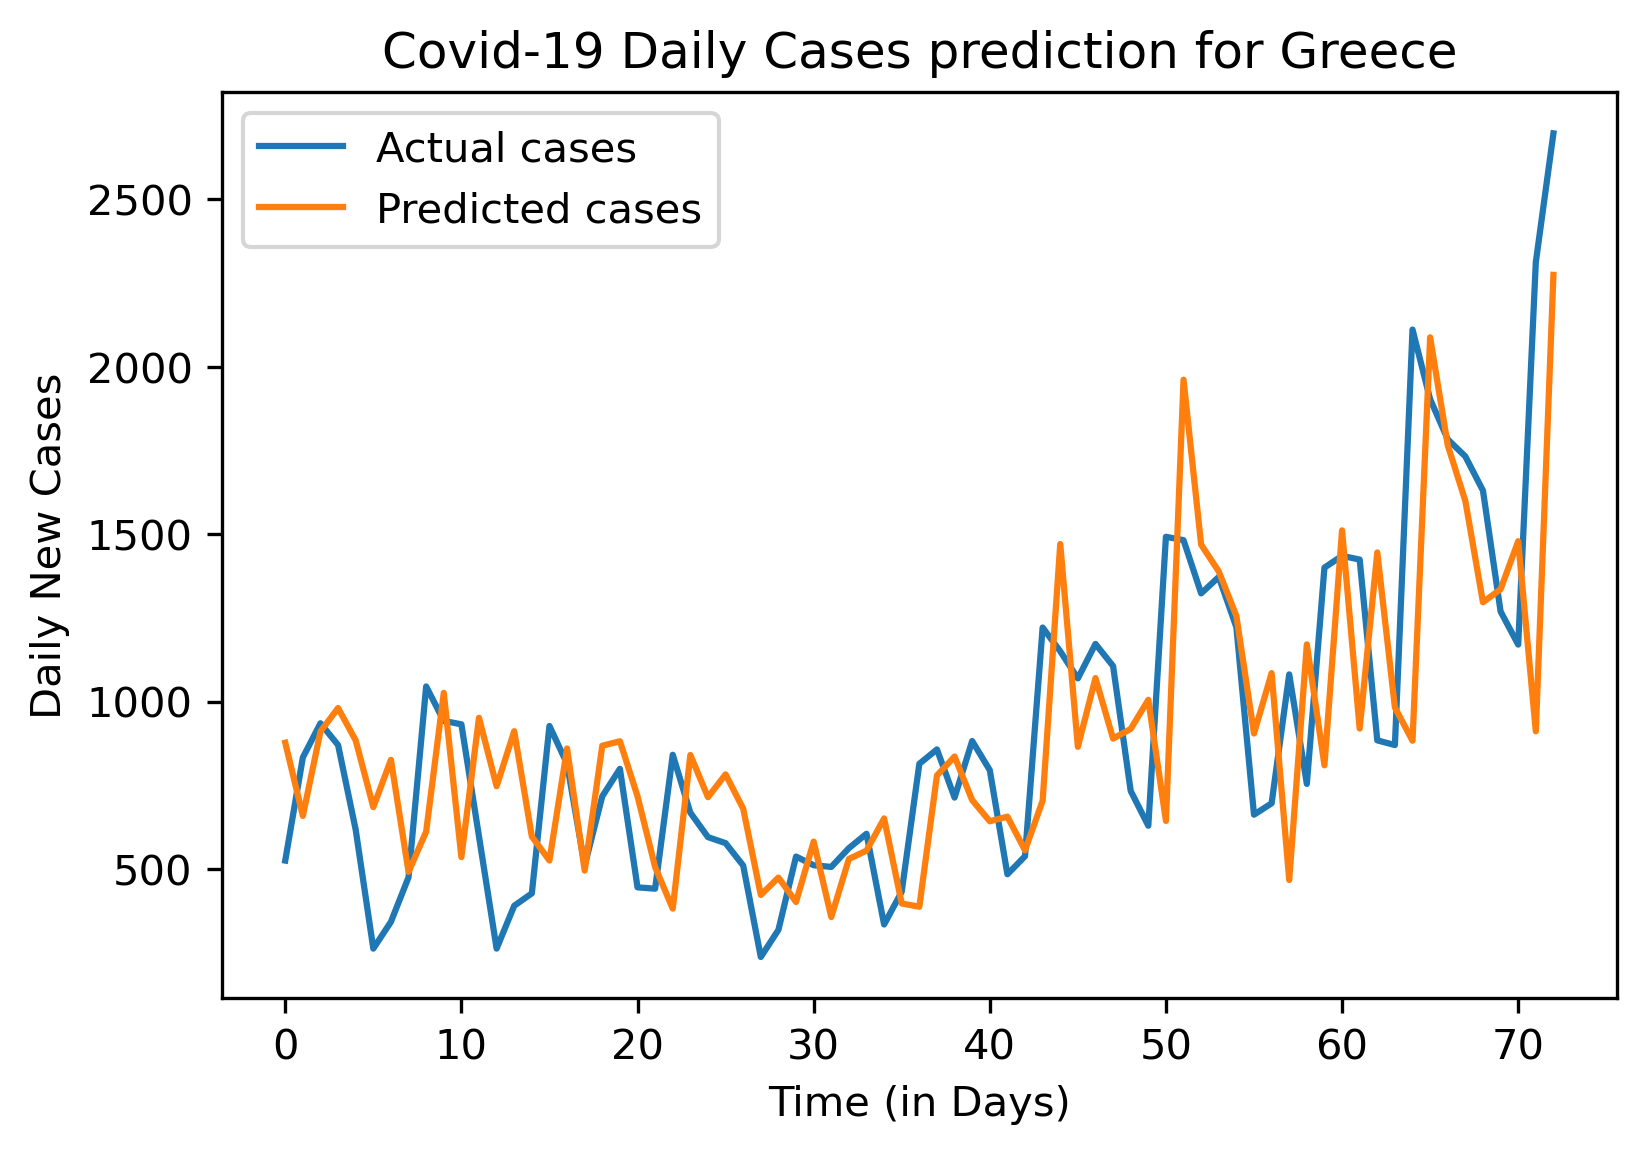 Covid-19 Daily Cases prediction for Greece
Actual cases
Predicted cases
Daily New Cases
2500
2000
1500
1000
500
0
10
20
30
40
50
60
70
Time (in Days)